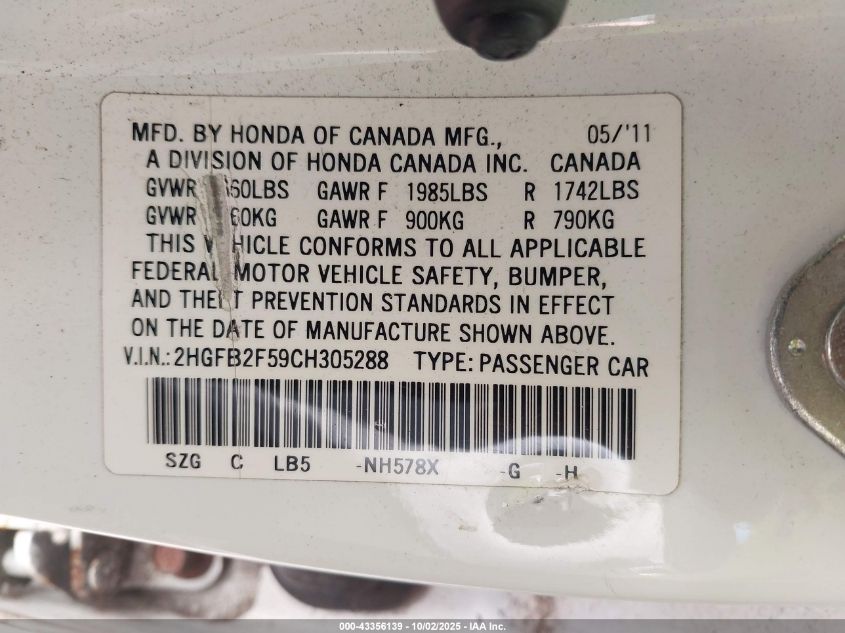 MFD. BY HONDA OF CANADA MFG., 05/'11
A DIVISION OF HONDA CANADA INC. CANADA
GVWR 60LBS GAWR F 1985LBS R 1742LBS
GVWR 60KG GAWR F 900KG R 790KG
THIS VEHICLE CONFORMS TO ALL APPLICABLE
FEDERAL MOTOR VEHICLE SAFETY, BUMPER,
AND THEFT PREVENTION STANDARDS IN EFFECT
ON THE DATE OF MANUFACTURE SHOWN ABOVE.
V.I.N.: 2HGFB2F59CH305288 TYPE: PASSENGER CAR
SZG C LB5 -NH578X -G -H
000-43356139 - 10/02/2025 - IAA Inc.